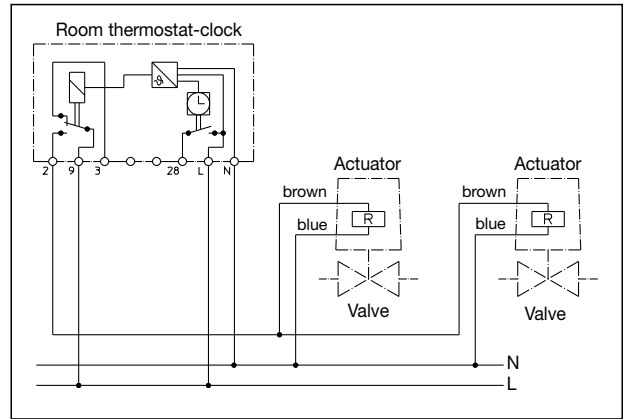 Room thermostat-clock
ϑ
2 9 3 28 L N
Actuator Actuator
brown brown
R R
blue blue
Valve Valve
N
L